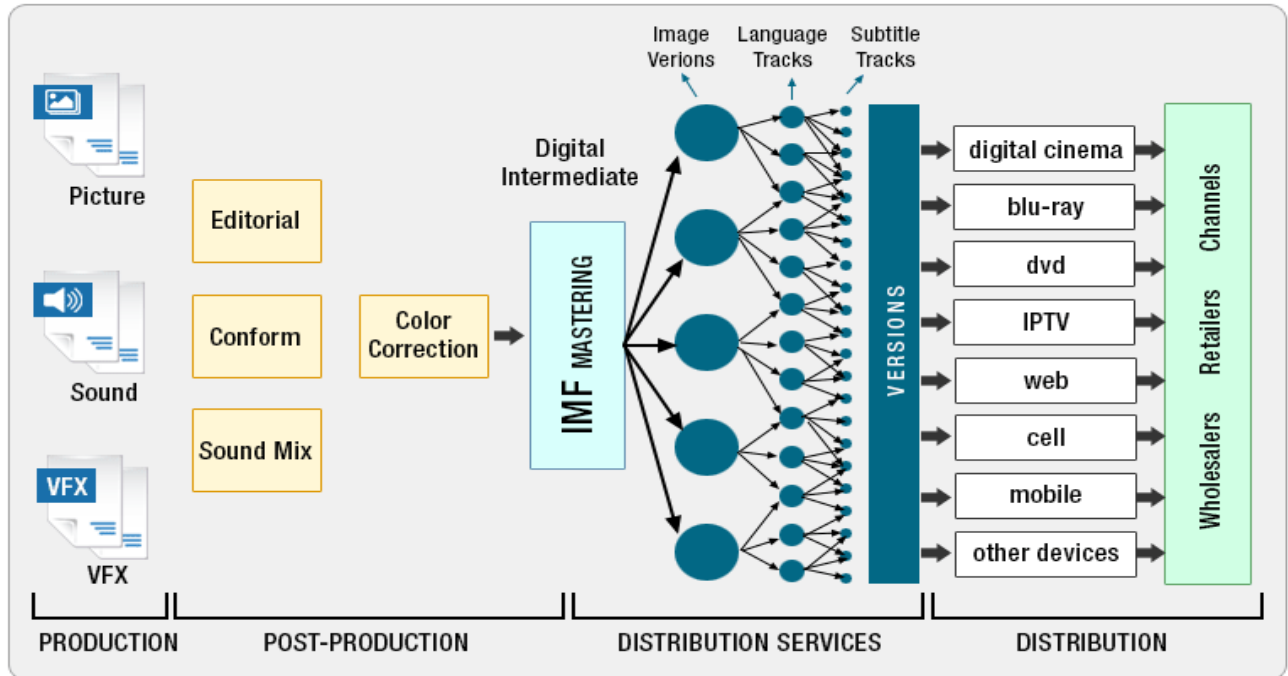 Image
Verions
Language
Tracks
Subtitle
Tracks
Picture
Sound
VFX
VFX
Editorial
Conform
Sound Mix
Color
Correction
Digital
Intermediate
IMF MASTERING
VERSIONS
digital cinema
blu-ray
dvd
IPTV
web
cell
mobile
other devices
Channels
Retailers
Wholesalers
PRODUCTION
POST-PRODUCTION
DISTRIBUTION SERVICES
DISTRIBUTION